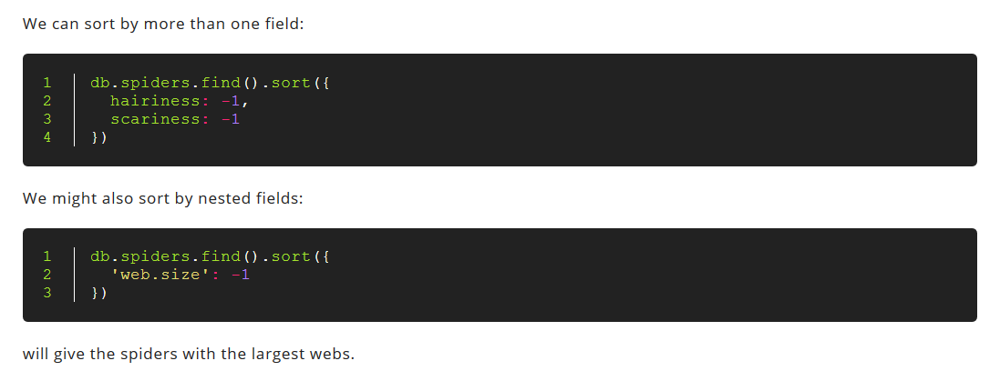 We can sort by more than one field:
1 db.spiders.find().sort({
2   hairiness: -1,
3   scariness: -1
4 })
We might also sort by nested fields:
1 db.spiders.find().sort({
2   'web.size': -1
3 })
will give the spiders with the largest webs.